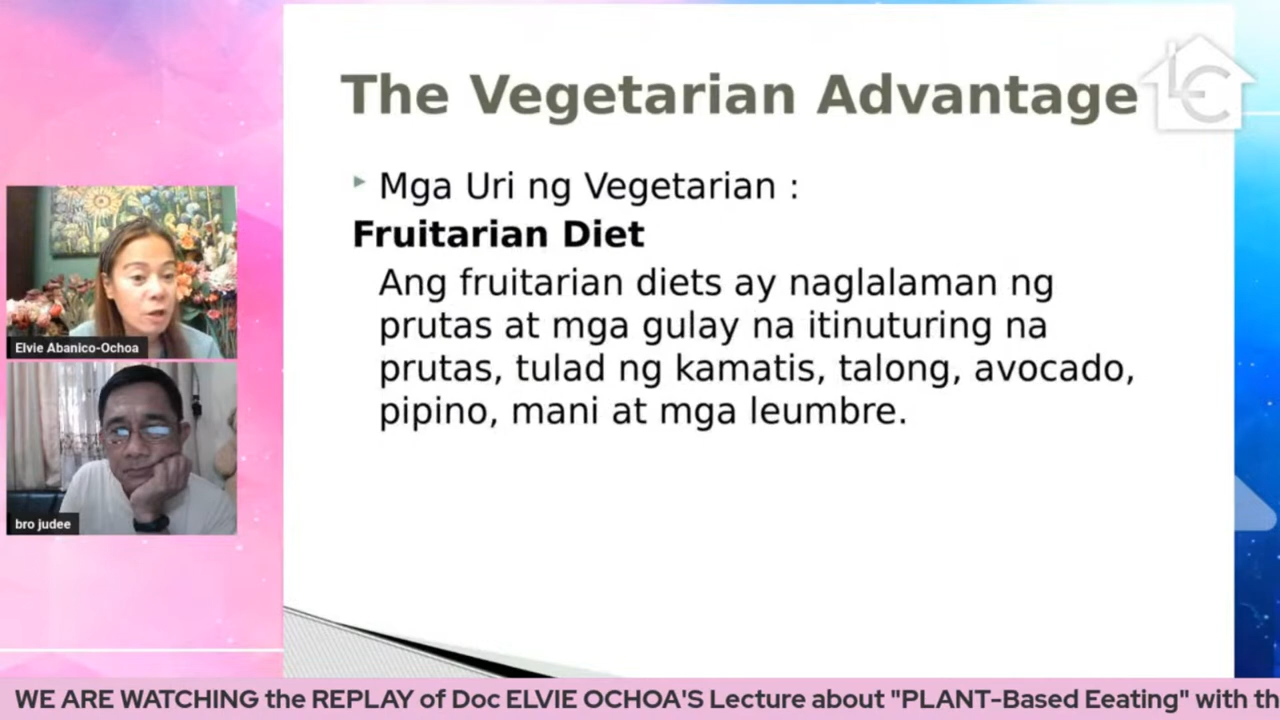 The Vegetarian Advantage
LC
Mga Uri ng Vegetarian :
Fruitarian Diet
Ang fruitarian diets ay naglalaman ng
prutas at mga gulay na itinuturing na
prutas, tulad ng kamatis, talong, avocado,
pipino, mani at mga leumbre.
Elvie Abanico-Ochoa
bro judee
WE ARE WATCHING the REPLAY of Doc ELVIE OCHOA'S Lecture about "PLANT-Based Eeating" with th